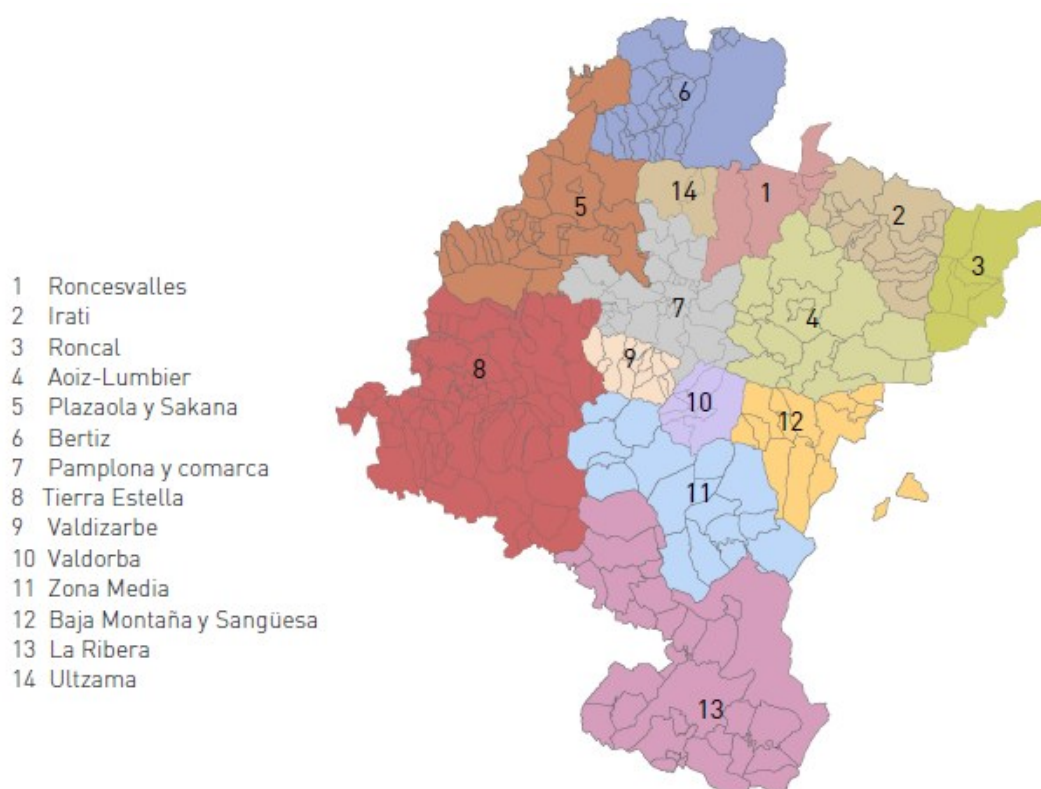 1 Roncesvalles
2 Irati
3 Roncal
4 Aoiz-Lumbier
5 Plazaola y Sakana
6 Bertiz
7 Pamplona y comarca
8 Tierra Estella
9 Valdizarbe
10 Valdorba
11 Zona Media
12 Baja Montaña y Sangüesa
13 La Ribera
14 Ultzama
6
14
1
5
2
3
7
4
9
8
10
12
11
13